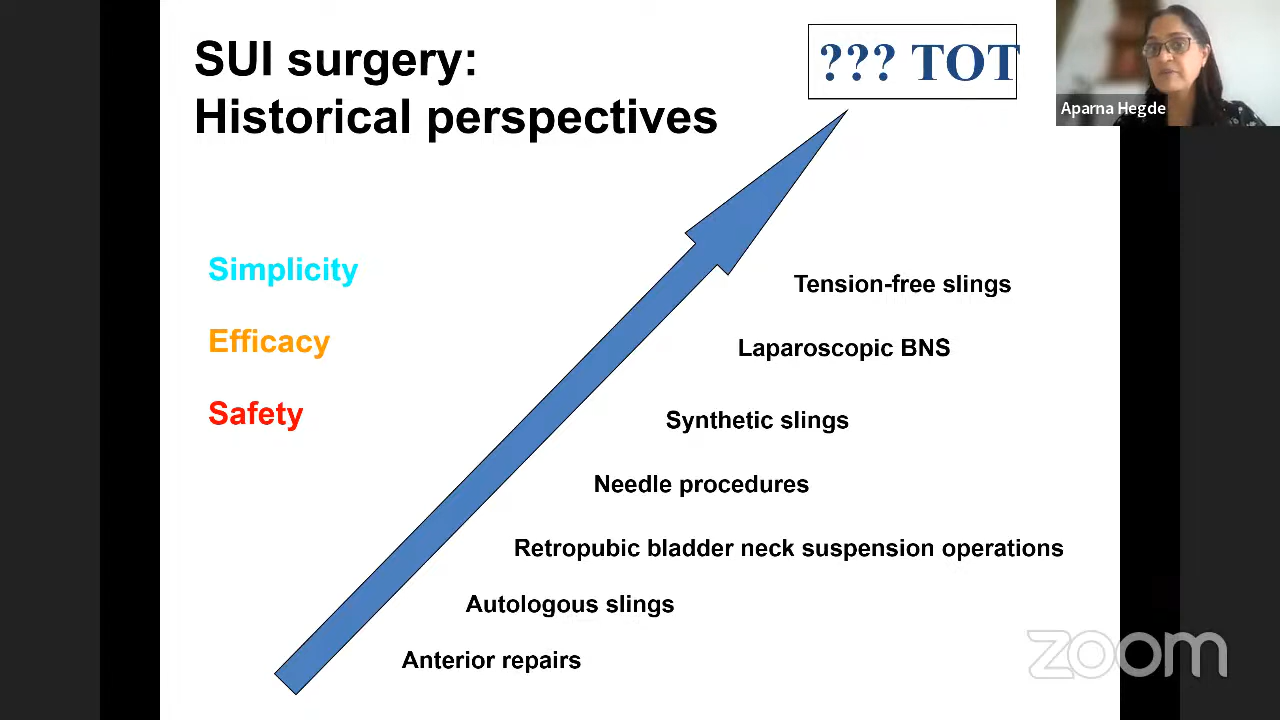 SUI surgery:
Historical perspectives
??? TOT
Aparna Hegde
Simplicity
Efficacy
Safety
Tension-free slings
Laparoscopic BNS
Synthetic slings
Needle procedures
Retropubic bladder neck suspension operations
Autologous slings
Anterior repairs
zoom